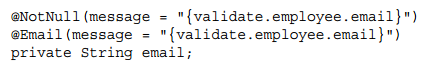 @NotNull(message = "{validate.employee.email}")
@Email(message = "{validate.employee.email}")
private String email;